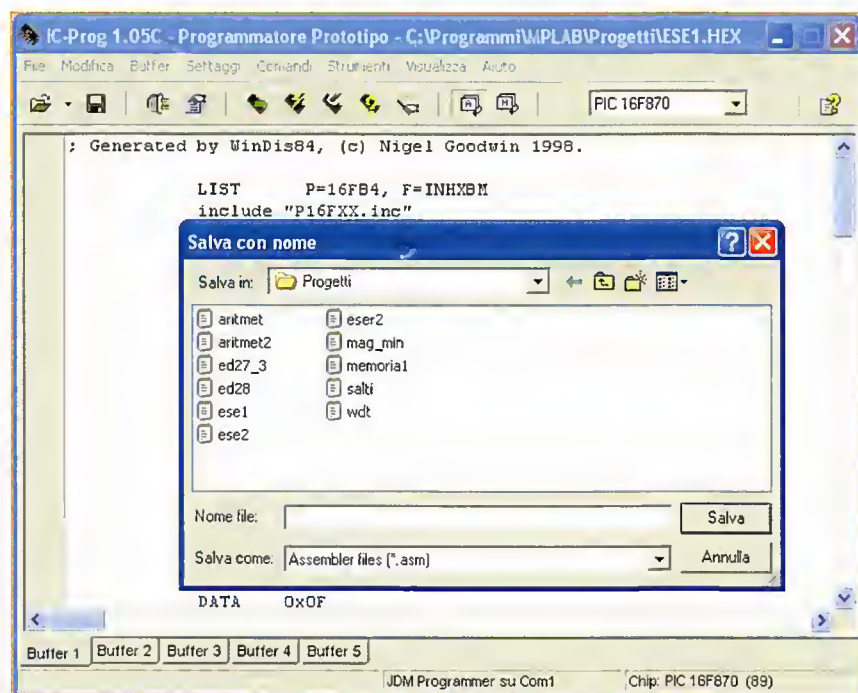 IC-Prog 1.05C - Programmatore Prototipo - C:\Programmi\MPLAB\Progetti\ESE1.HEX
File Modifica Buffer Settaggi Comandi Strumenti Visualizza Aiuto
PIC 16F870
; Generated by WinDis84, (c) Nigel Goodwin 1998.
LIST P=16F84, F=INHX8M
include "P16FXX.inc"
Salva con nome
Salva in: Progetti
aritmet eser2
aritmet2 mag_min
ed27_3 memoria1
ed28 salti
ese1 wdt
ese2
Nome file: Salva
Salva come: Assembler files (*.asm) Annulla
DATA 0x0F
Buffer 1 Buffer 2 Buffer 3 Buffer 4 Buffer 5
JDM Programmer su Com1 Chip: PIC 16F870 (89)